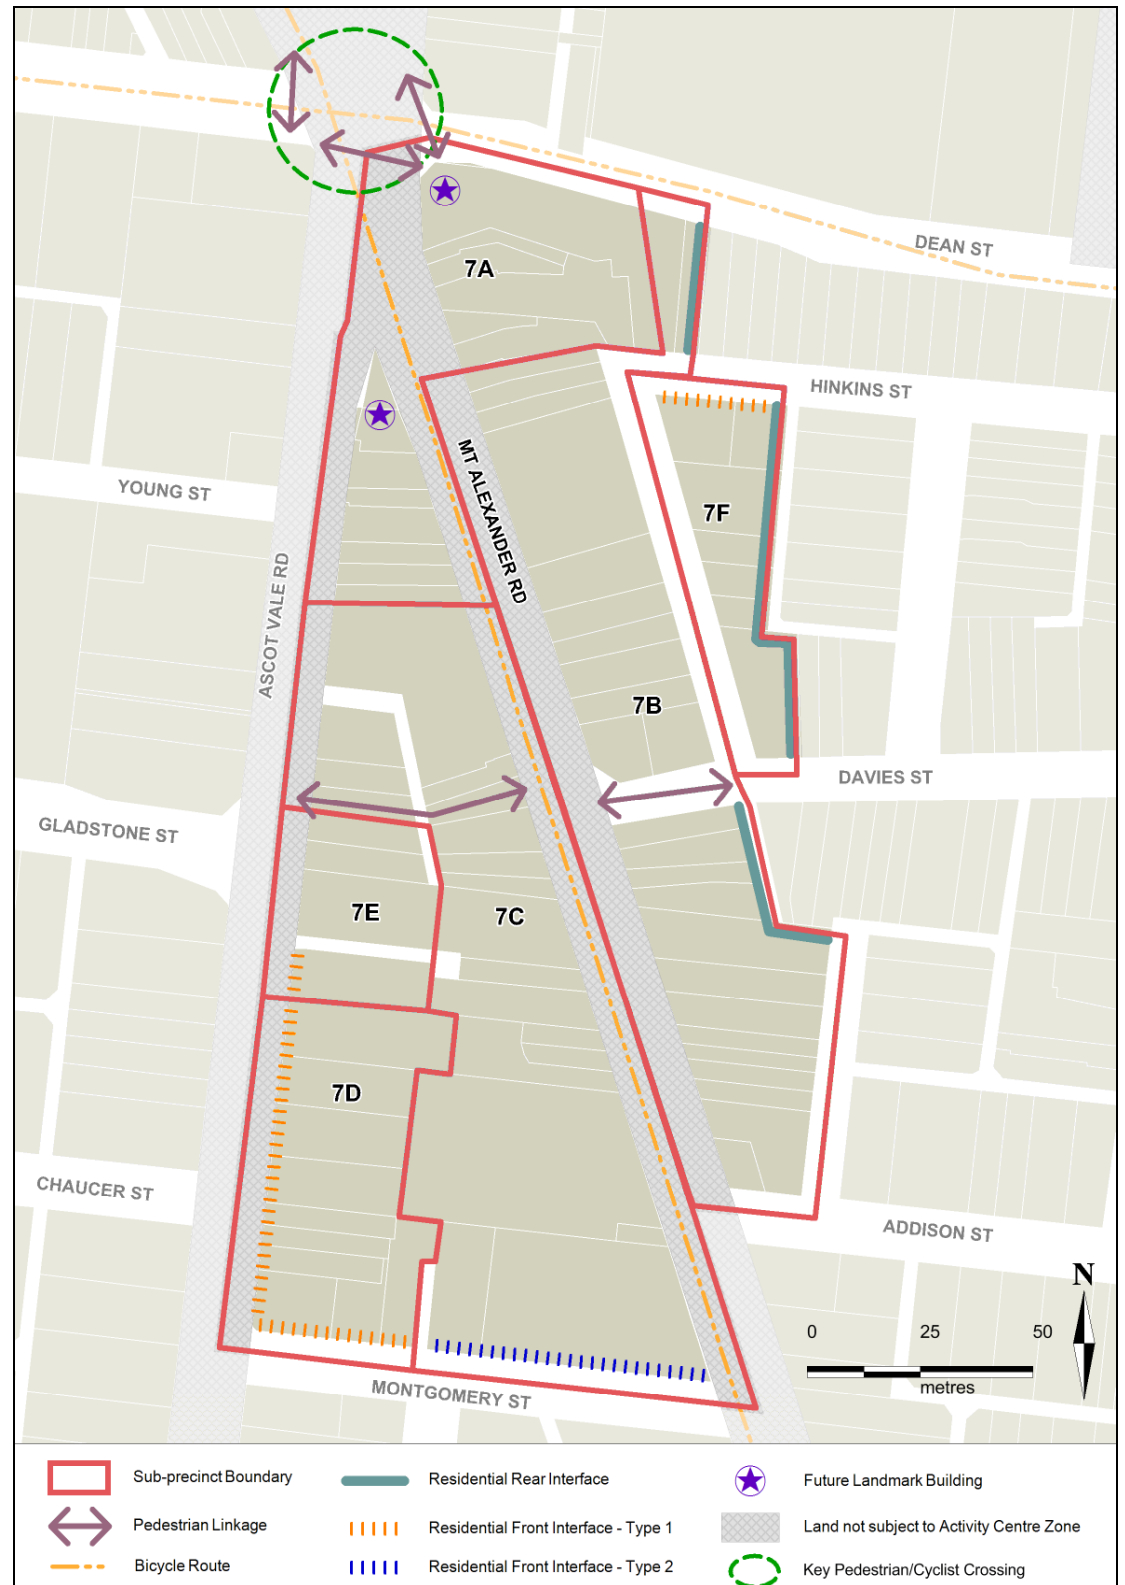 DEAN ST
7A
HINKINS ST
MT ALEXANDER RD
YOUNG ST
7F
ASCOT VALE RD
7B
DAVIES ST
GLADSTONE ST
7E
7C
7D
CHAUCER ST
ADDISON ST
N
0 25 50
metres
MONTGOMERY ST
Sub-precinct Boundary
Residential Rear Interface
Future Landmark Building
Pedestrian Linkage
Residential Front Interface - Type 1
Land not subject to Activity Centre Zone
Bicycle Route
Residential Front Interface - Type 2
Key Pedestrian/Cyclist Crossing